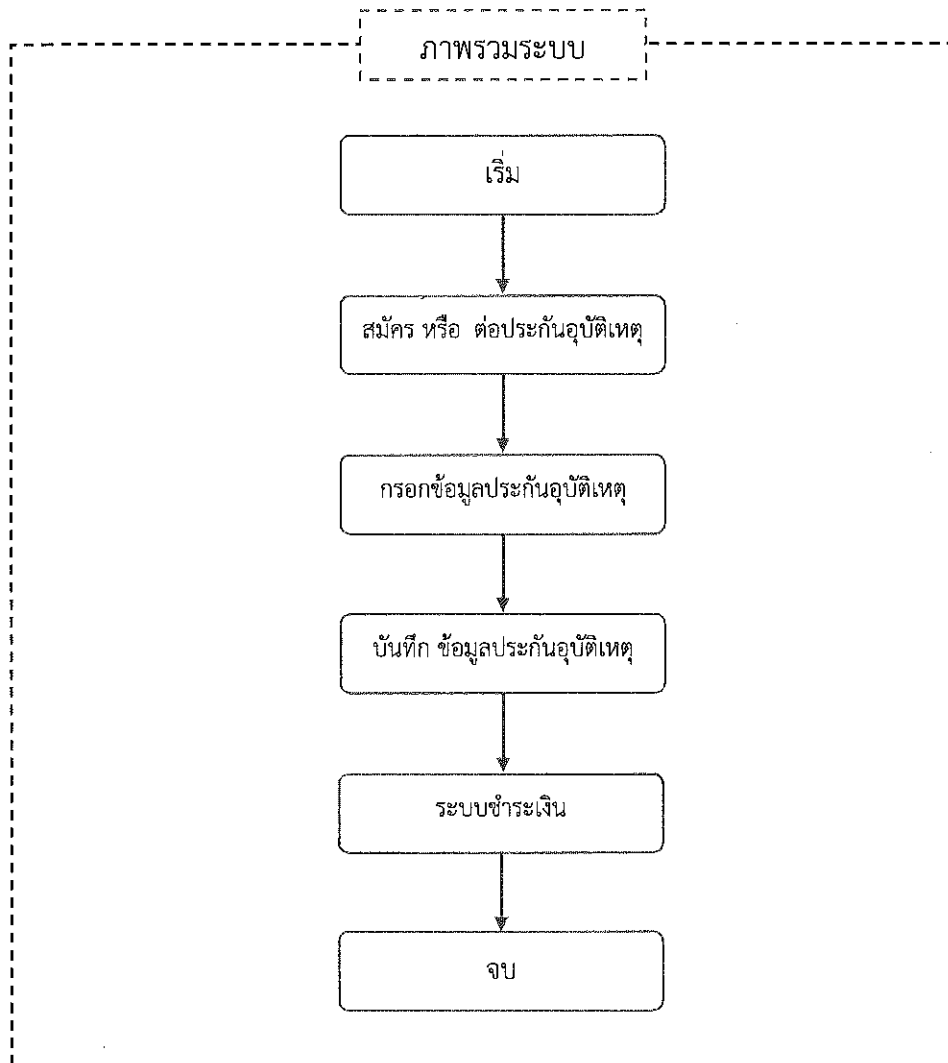 ภาพรวมระบบ
เริ่ม
สมัคร หรือ ต่อประกันอุบัติเหตุ
กรอกข้อมูลประกันอุบัติเหตุ
บันทึก ข้อมูลประกันอุบัติเหตุ
ระบบชำระเงิน
จบ